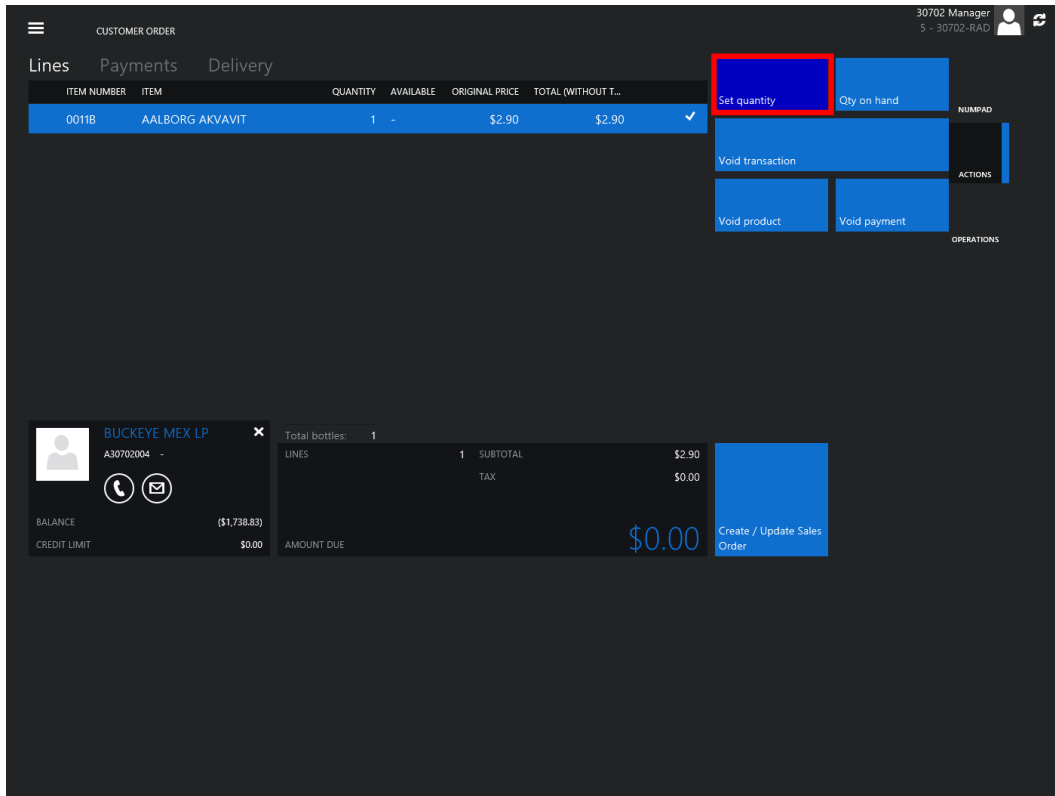 30702 Manager
5 - 30702-RAD
CUSTOMER ORDER
Lines Payments Delivery
ITEM NUMBER ITEM QUANTITY AVAILABLE ORIGINAL PRICE TOTAL (WITHOUT T...
0011B AALBORG AKVAVIT 1 - $2.90 $2.90
Set quantity Qty on hand
NUMPAD
Void transaction
ACTIONS
Void product Void payment
OPERATIONS
BUCKEYE MEX LP
A30702004 -
BALANCE ($1,738.83)
CREDIT LIMIT $0.00
Total bottles: 1
LINES 1 SUBTOTAL $2.90
TAX $0.00
AMOUNT DUE $0.00
Create / Update Sales
Order